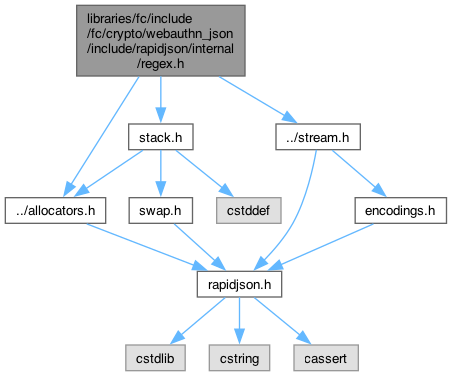 libraries/fc/include
/fc/crypto/webauthn_json
/include/rapidjson/internal
/regex.h
stack.h
../stream.h
../allocators.h
swap.h
cstddef
encodings.h
rapidjson.h
cstdlib
cstring
cassert